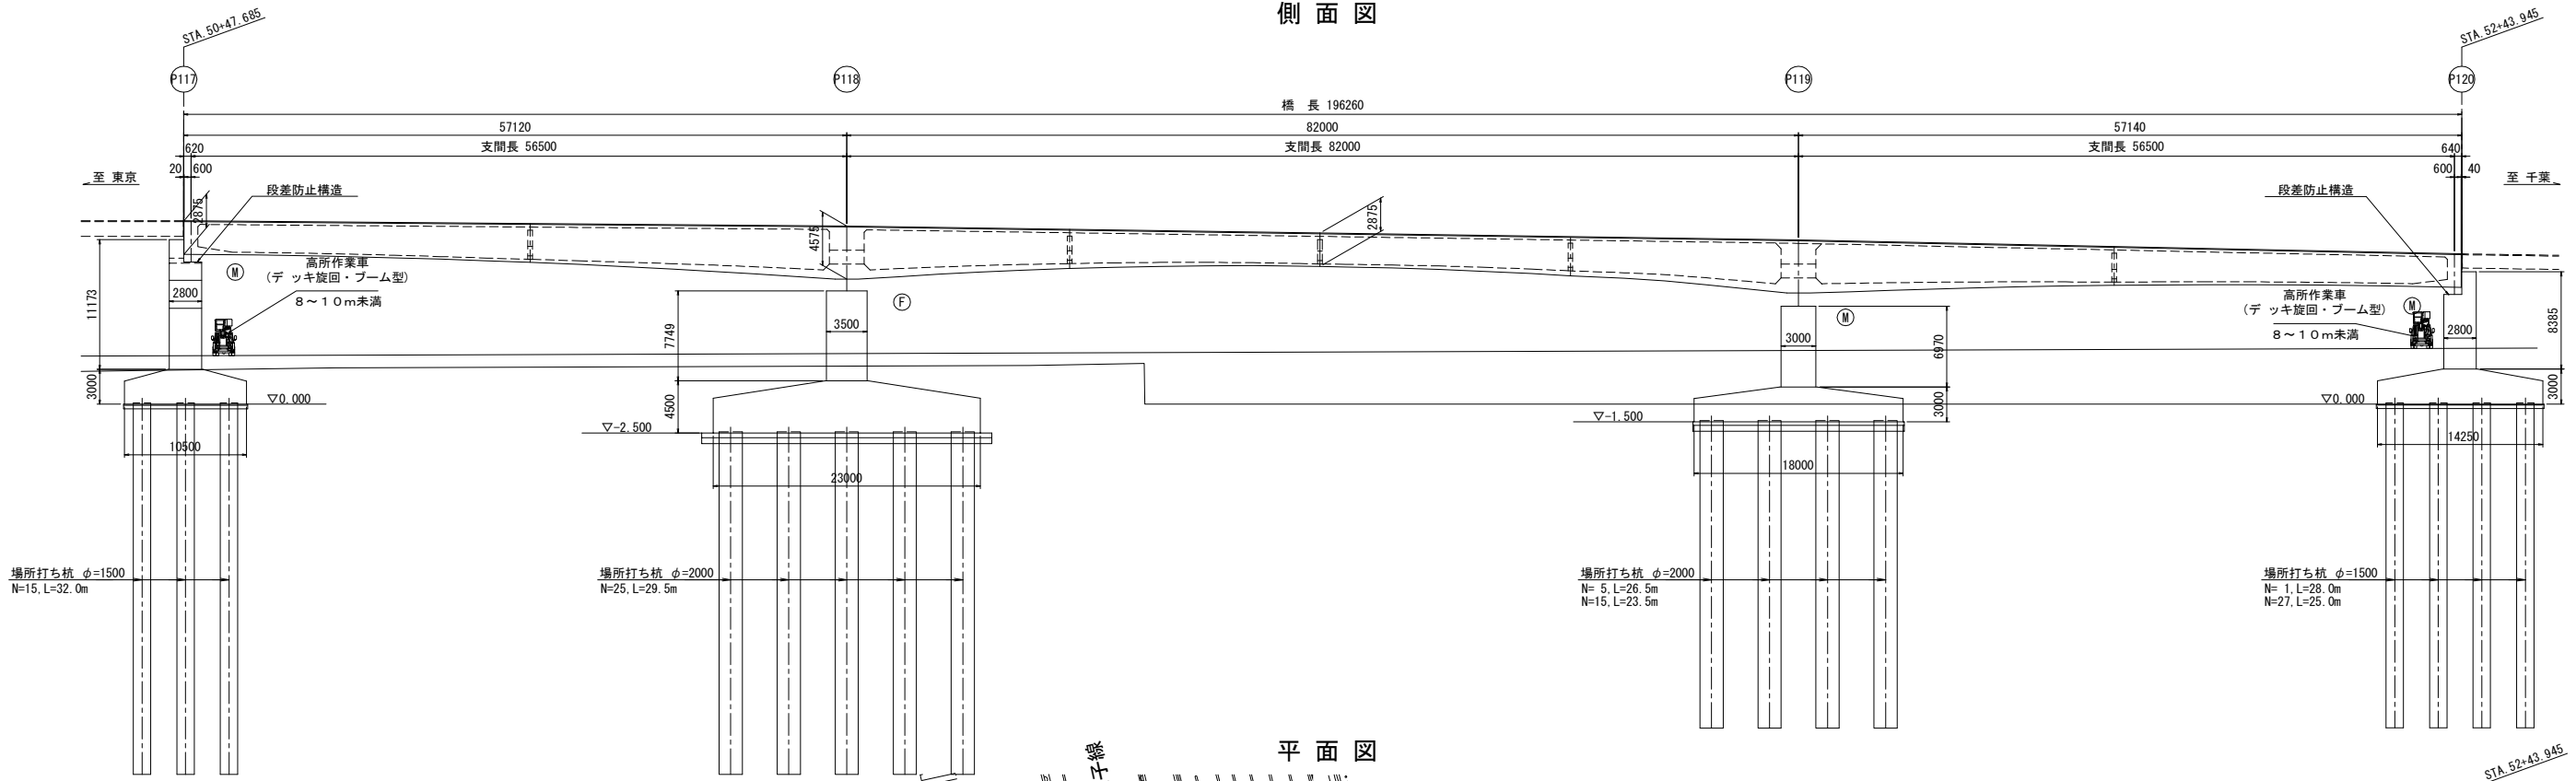 側面図
STA.50+47.685
STA.52+43.945
P117
P118
P119
P120
橋 長 196260
57120
82000
57140
620
支間長 56500
支間長 82000
支間長 56500
640
20
600
600
40
至 東京
至 千葉
段差防止構造
段差防止構造
2875
4575
2875
M
高所作業車
(デ ッキ旋回・ブーム型)
8～10m未満
F
M
高所作業車
(デ ッキ旋回・ブーム型)
8～10m未満
M
11173
2800
7749
3500
3000
6970
2800
8385
3000
▽0.000
4500
▽-2.500
▽-1.500
3000
▽0.000
3000
10500
23000
18000
14250
場所打ち杭 φ=1500
N=15,L=32.0m
場所打ち杭 φ=2000
N=25,L=29.5m
場所打ち杭 φ=2000
N= 5,L=26.5m
N=15,L=23.5m
場所打ち杭 φ=1500
N= 1,L=28.0m
N=27,L=25.0m
子線
平面図
STA.52+43.945